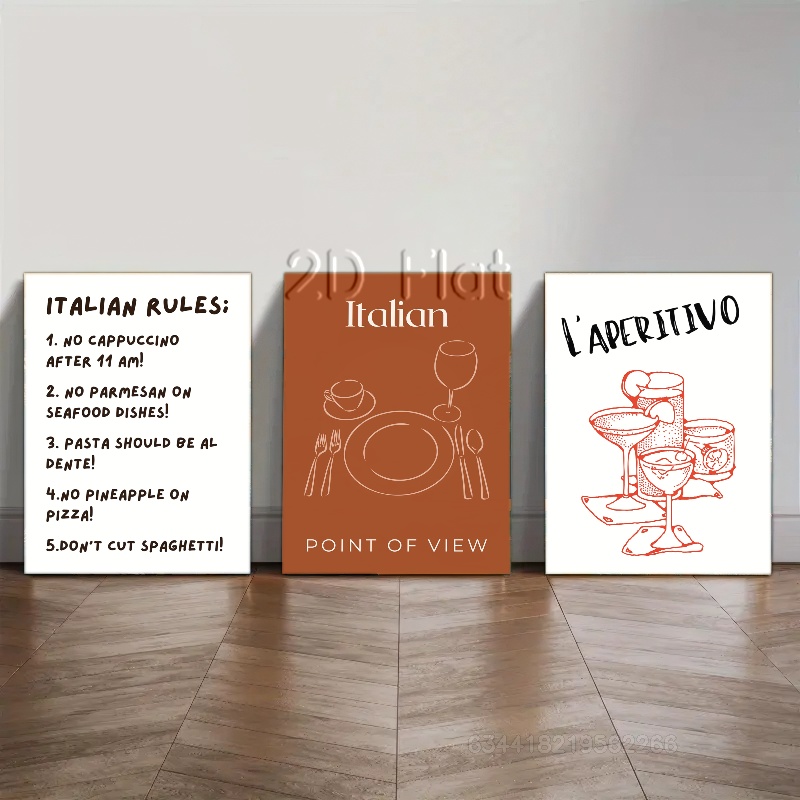 2D Flat
ITALIAN RULES:
1. NO CAPPUCCINO
AFTER 11 AM!
2. NO PARMESAN ON
SEAFOOD DISHES!
3. PASTA SHOULD BE AL
DENTE!
4.NO PINEAPPLE ON
PIZZA!
5.DON'T CUT SPAGHETTI!
Italian
POINT OF VIEW
L'APERITIVO
634418219562266